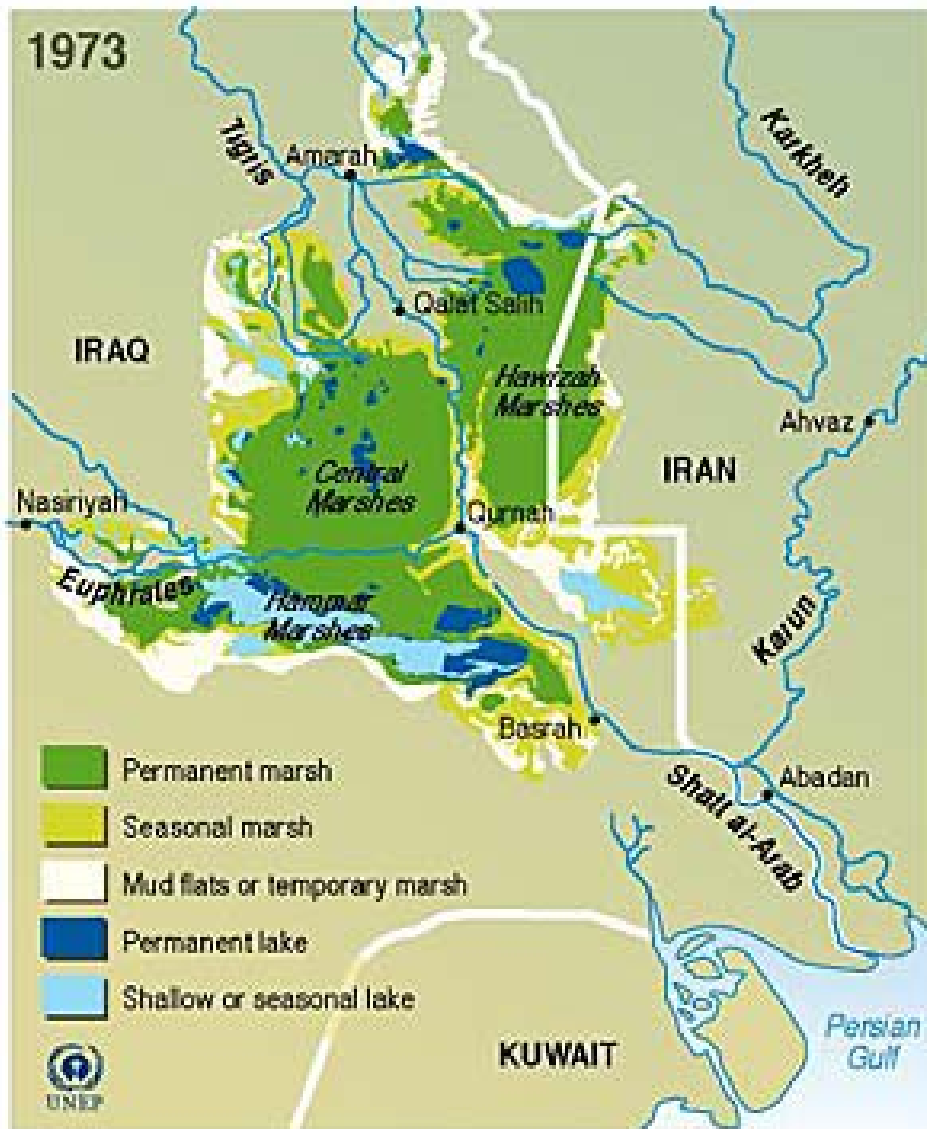 1973
Tigris
Amarah
Karkheh
Qalat Salih
IRAQ
Hawizah
Marshes
Ahvaz
IRAN
Central
Marshes
Nasiriyah
Qurnah
Euphrates
Hammar
Marshes
Karun
Basrah
Abadan
Shatt al-Arab
Permanent marsh
Seasonal marsh
Mud flats or temporary marsh
Permanent lake
Shallow or seasonal lake
Persian
Gulf
KUWAIT
UNEP